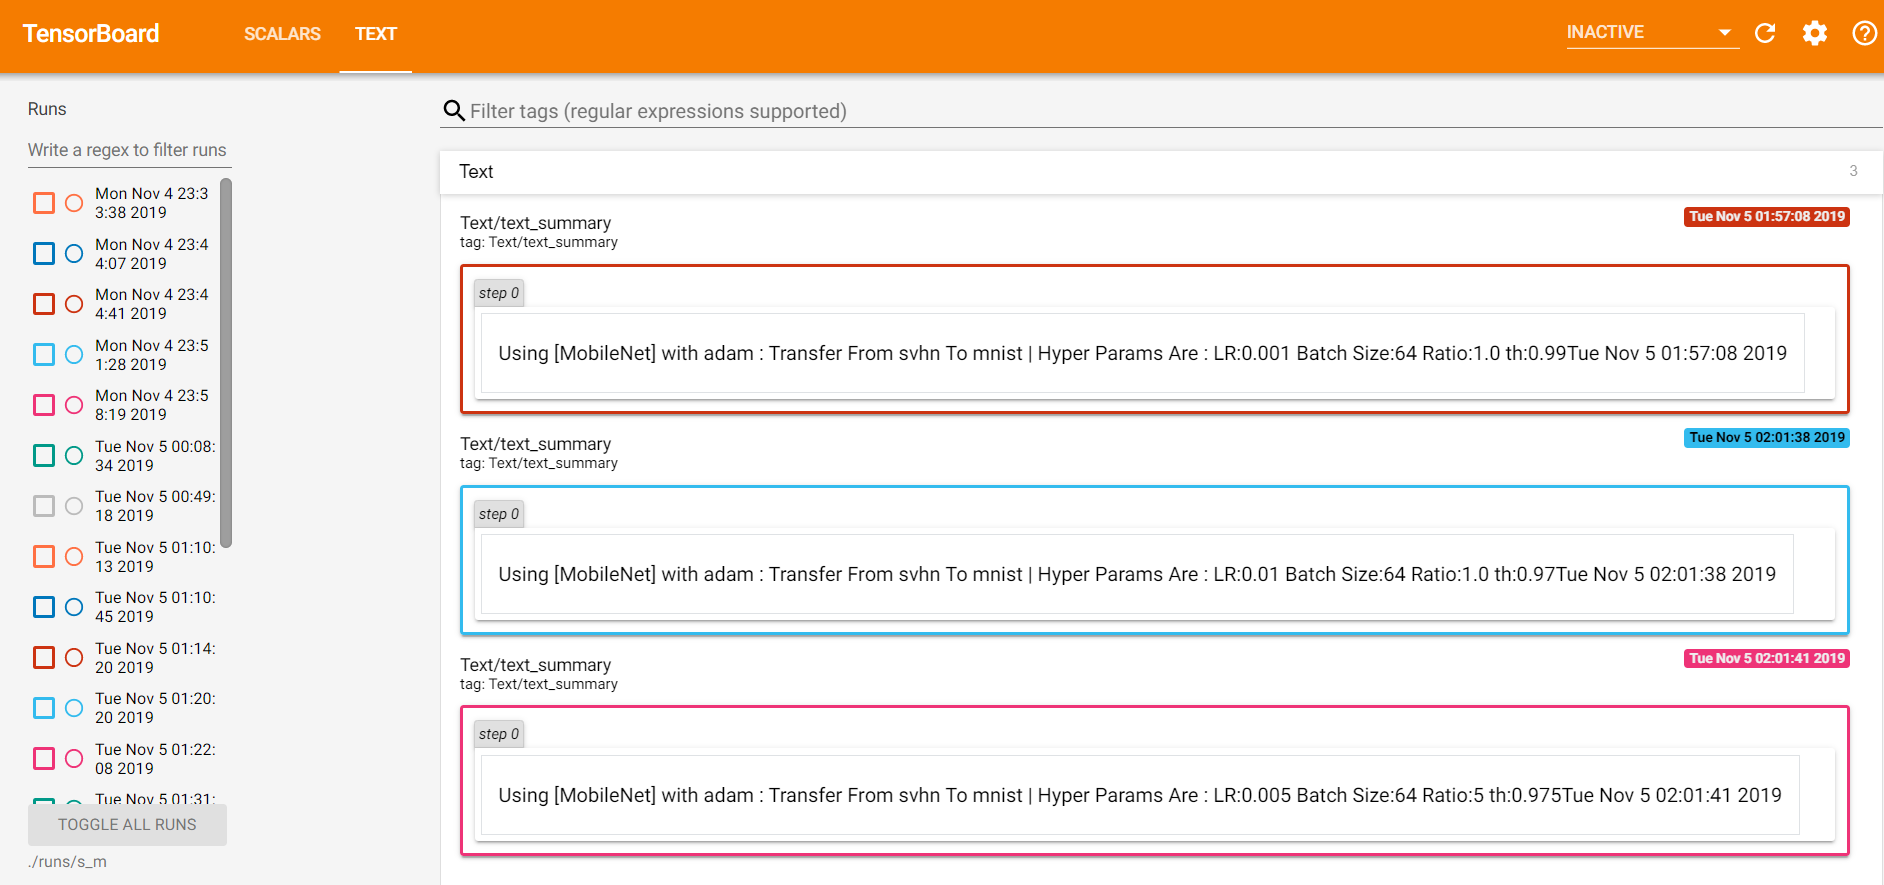 TensorBoard
SCALARS
TEXT
INACTIVE
Runs
Write a regex to filter runs
Mon Nov 4 23:3
3:38 2019
Mon Nov 4 23:4
4:07 2019
Mon Nov 4 23:4
4:41 2019
Mon Nov 4 23:5
1:28 2019
Mon Nov 4 23:5
8:19 2019
Tue Nov 5 00:08:
34 2019
Tue Nov 5 00:49:
18 2019
Tue Nov 5 01:10:
13 2019
Tue Nov 5 01:10:
45 2019
Tue Nov 5 01:14:
20 2019
Tue Nov 5 01:20:
20 2019
Tue Nov 5 01:22:
08 2019
Tue Nov 5 01:31:
TOGGLE ALL RUNS
./runs/s_m
Filter tags (regular expressions supported)
Text
3
Text/text_summary
tag: Text/text_summary
Tue Nov 5 01:57:08 2019
step 0
Using [MobileNet] with adam : Transfer From svhn To mnist | Hyper Params Are : LR:0.001 Batch Size:64 Ratio:1.0 th:0.99Tue Nov 5 01:57:08 2019
Text/text_summary
tag: Text/text_summary
Tue Nov 5 02:01:38 2019
step 0
Using [MobileNet] with adam : Transfer From svhn To mnist | Hyper Params Are : LR:0.01 Batch Size:64 Ratio:1.0 th:0.97Tue Nov 5 02:01:38 2019
Text/text_summary
tag: Text/text_summary
Tue Nov 5 02:01:41 2019
step 0
Using [MobileNet] with adam : Transfer From svhn To mnist | Hyper Params Are : LR:0.005 Batch Size:64 Ratio:5 th:0.975Tue Nov 5 02:01:41 2019